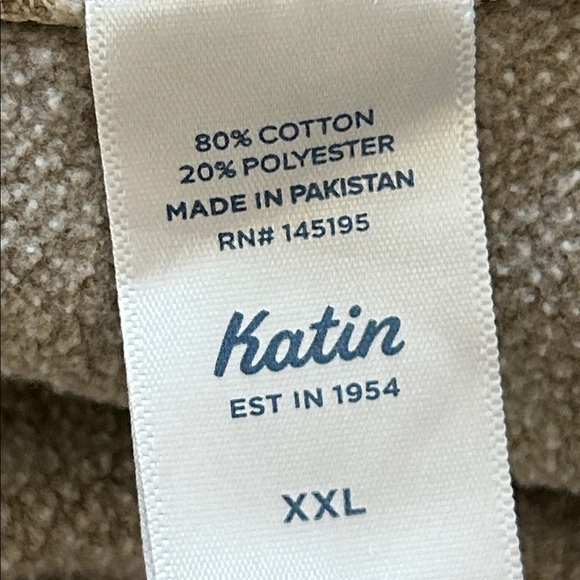 80% COTTON
20% POLYESTER
MADE IN PAKISTAN
RN# 145195
Katin
EST IN 1954
XXL